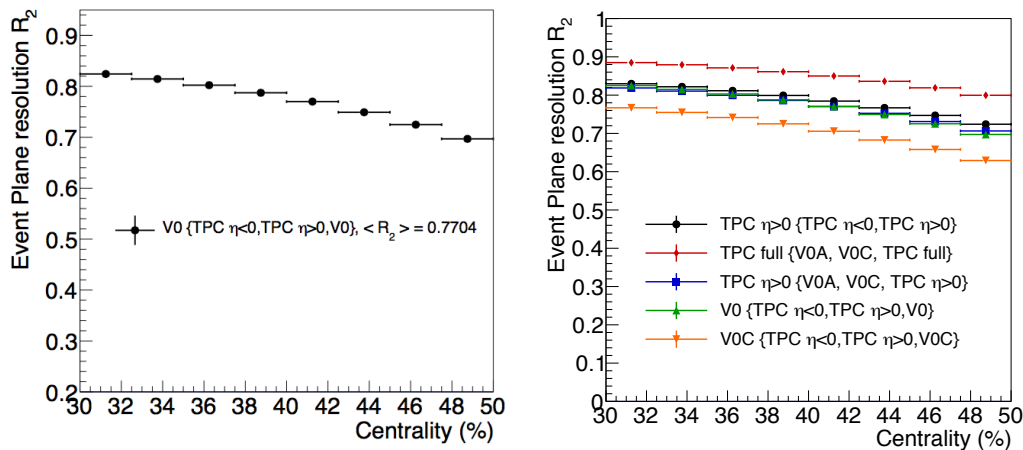 Event Plane resolution R₂
0.9
0.8
0.7
0.6
0.5
0.4
0.3
0.2
V0 {TPC η<0,TPC η>0,V0}, < R₂ > = 0.7704
30 32 34 36 38 40 42 44 46 48 50
Centrality (%)
Event Plane resolution R₂
1
0.9
0.8
0.7
0.6
0.5
0.4
0.3
0.2
0.1
0
TPC η>0 {TPC η<0,TPC η>0}
TPC full {V0A, V0C, TPC full}
TPC η>0 {V0A, V0C, TPC η>0}
V0 {TPC η<0,TPC η>0,V0}
V0C {TPC η<0,TPC η>0,V0C}
30 32 34 36 38 40 42 44 46 48 50
Centrality (%)